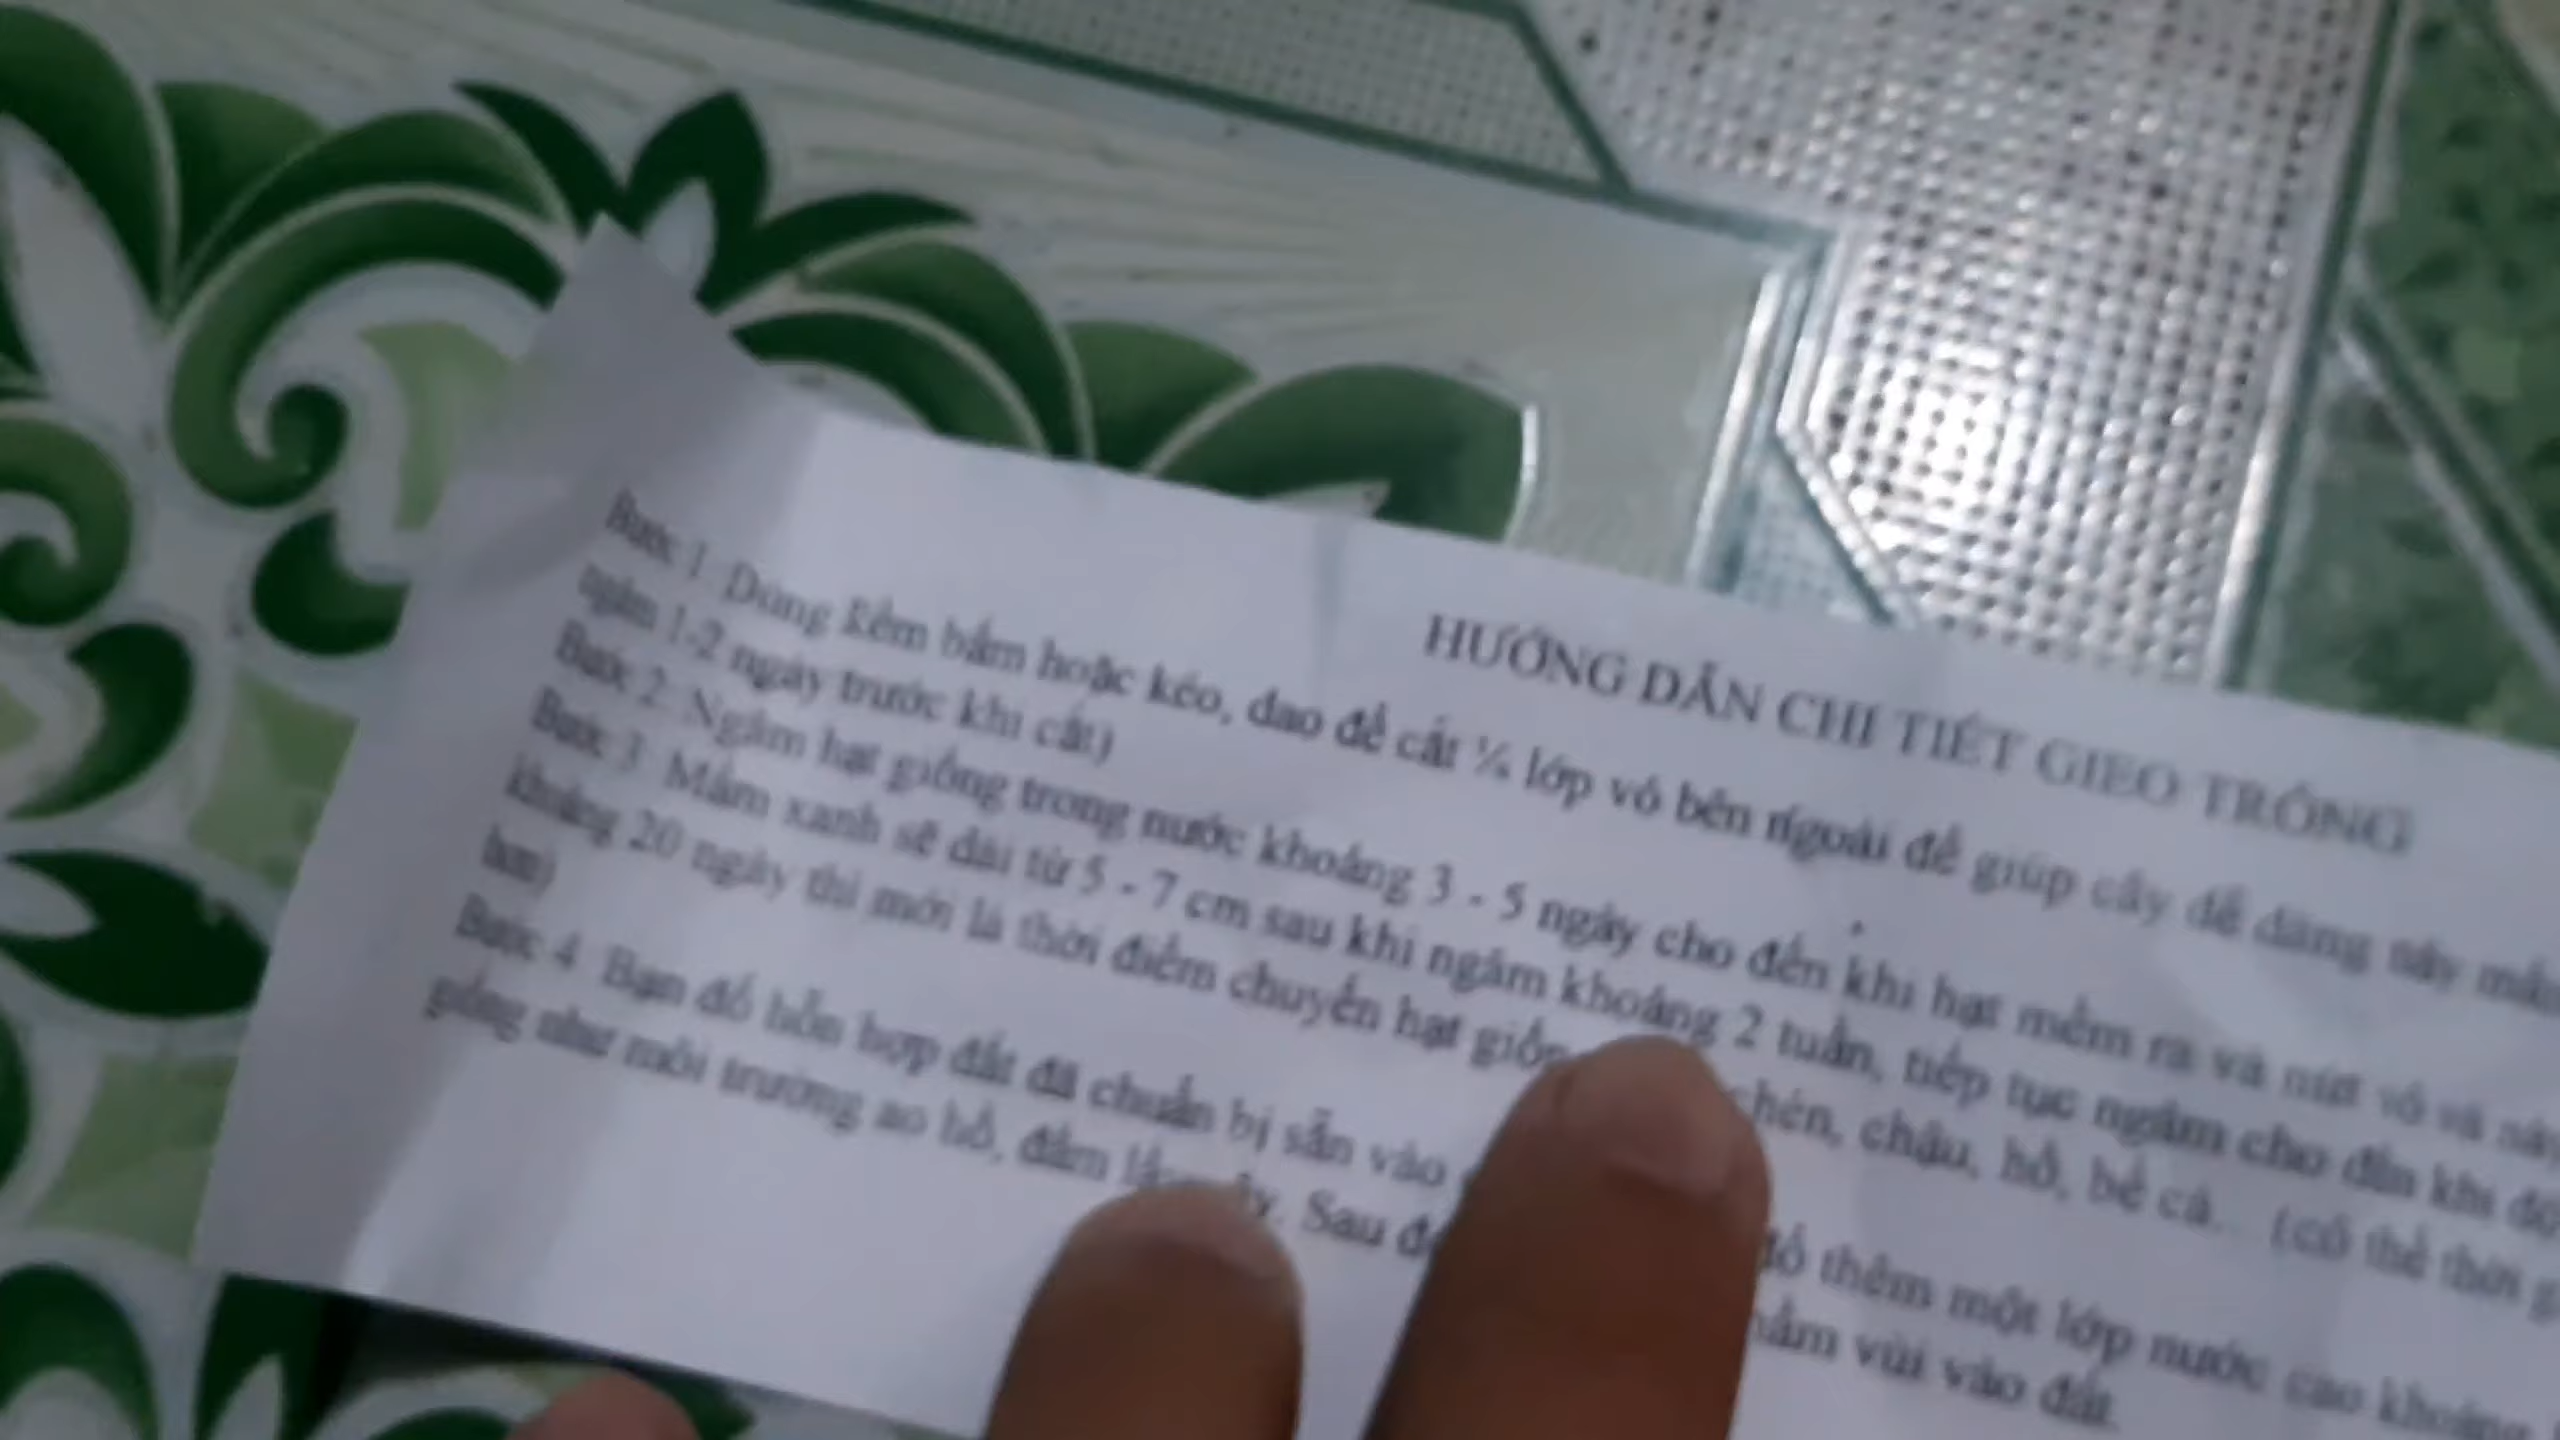 HƯỚNG DẪN CHI TIẾT GIEO TRỒNG
Bước 1: Dùng kềm bấm hoặc kéo, dao để cắt ¼ lớp vỏ bên ngoài để giúp cây dễ dàng nảy mầm
ngâm 1-2 ngày trước khi cắt)
Bước 2: Ngâm hạt giống trong nước khoảng 3 - 5 ngày cho đến khi hạt mềm ra và nứt vỏ và nảy
Bước 3: Mầm xanh sẽ dài từ 5 - 7 cm sau khi ngâm khoảng 2 tuần, tiếp tục ngâm cho đến khi
khoảng 20 ngày thì mới là thời điểm chuyển hạt giống chén, chậu, hồ, bể cá... (có thể thời
hơn)
Bước 4: Bạn đổ hỗn hợp đất đã chuẩn bị sẵn vào đổ thêm một lớp nước cao khoảng
giống như môi trường ao hồ, đầm lầy. Sau đó vùi vào đất.